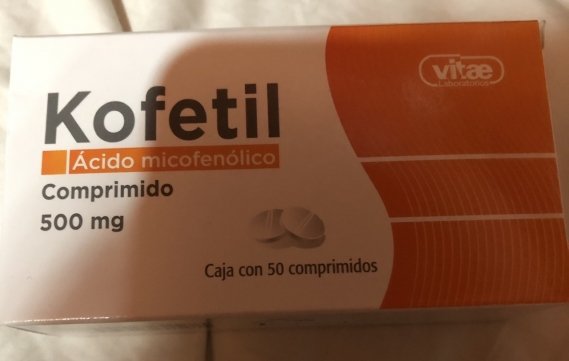 vitae
Laboratorios
Kofetil
Ácido micofenólico
Comprimido
500 mg
Caja con 50 comprimidos